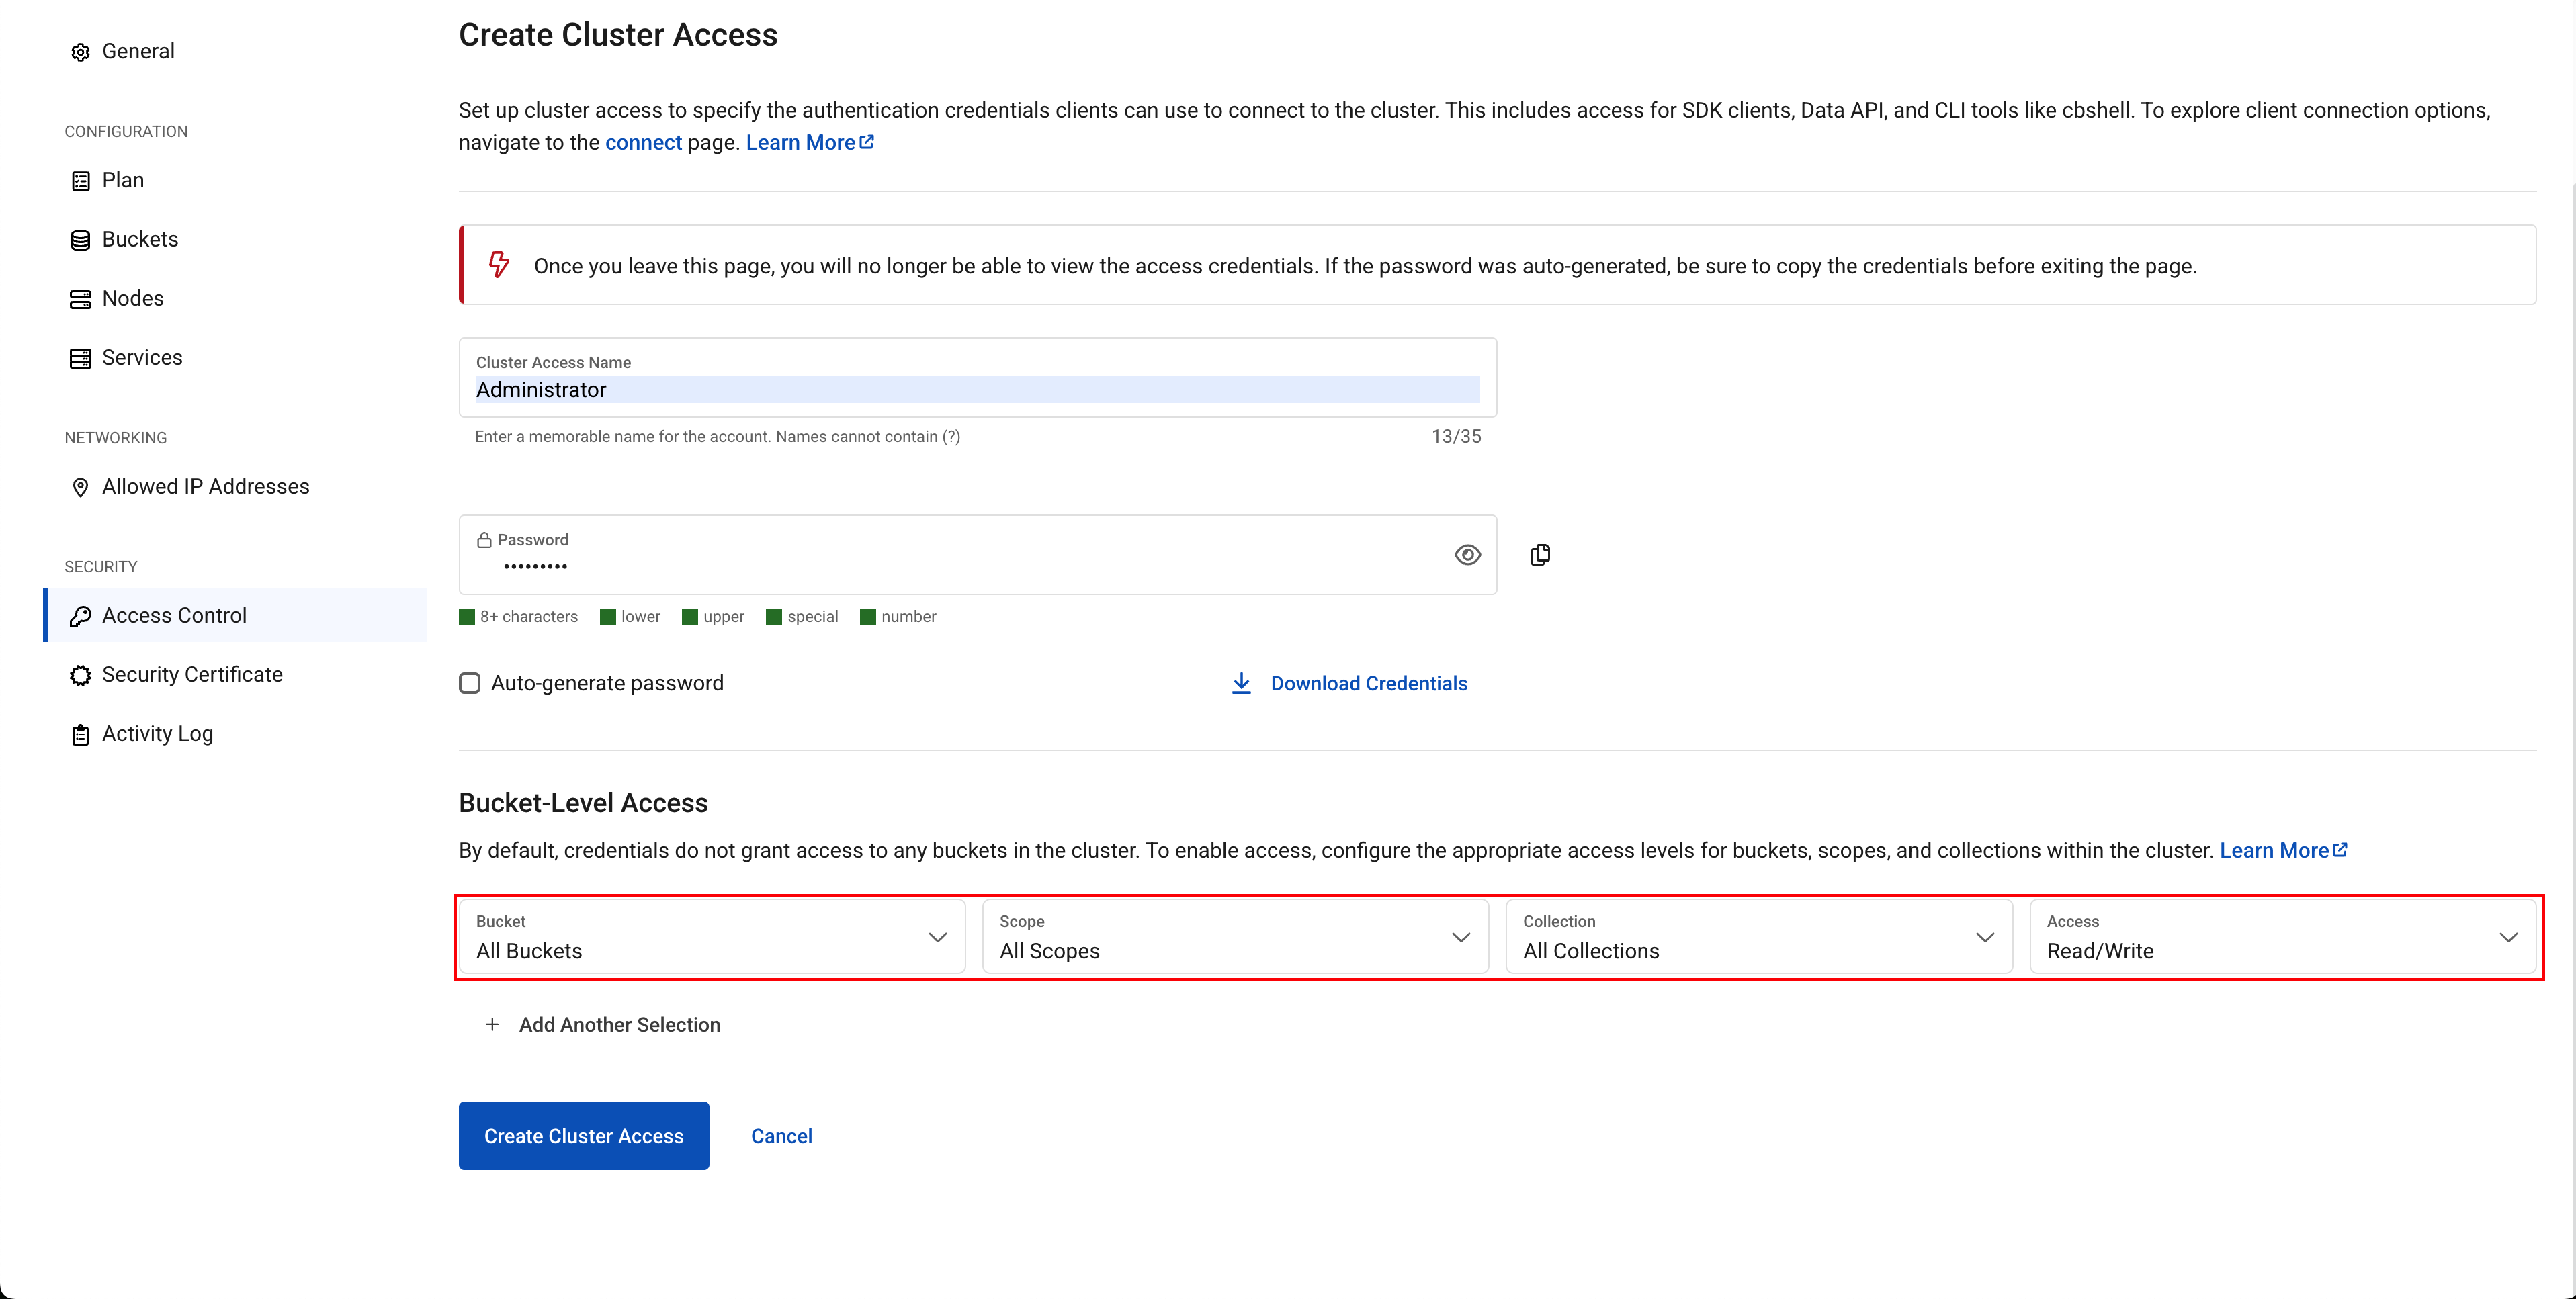 General
CONFIGURATION
Plan
Buckets
Nodes
Services
NETWORKING
Allowed IP Addresses
SECURITY
Access Control
Security Certificate
Activity Log
Create Cluster Access
Set up cluster access to specify the authentication credentials clients can use to connect to the cluster. This includes access for SDK clients, Data API, and CLI tools like cbshell. To explore client connection options,
navigate to the connect page. Learn More
Once you leave this page, you will no longer be able to view the access credentials. If the password was auto-generated, be sure to copy the credentials before exiting the page.
Cluster Access Name
Administrator
Enter a memorable name for the account. Names cannot contain (?) 13/35
Password
•••••••••
8+ characters lower upper special number
Auto-generate password Download Credentials
Bucket-Level Access
By default, credentials do not grant access to any buckets in the cluster. To enable access, configure the appropriate access levels for buckets, scopes, and collections within the cluster. Learn More
Bucket Scope Collection Access
All Buckets All Scopes All Collections Read/Write
+ Add Another Selection
Create Cluster Access Cancel